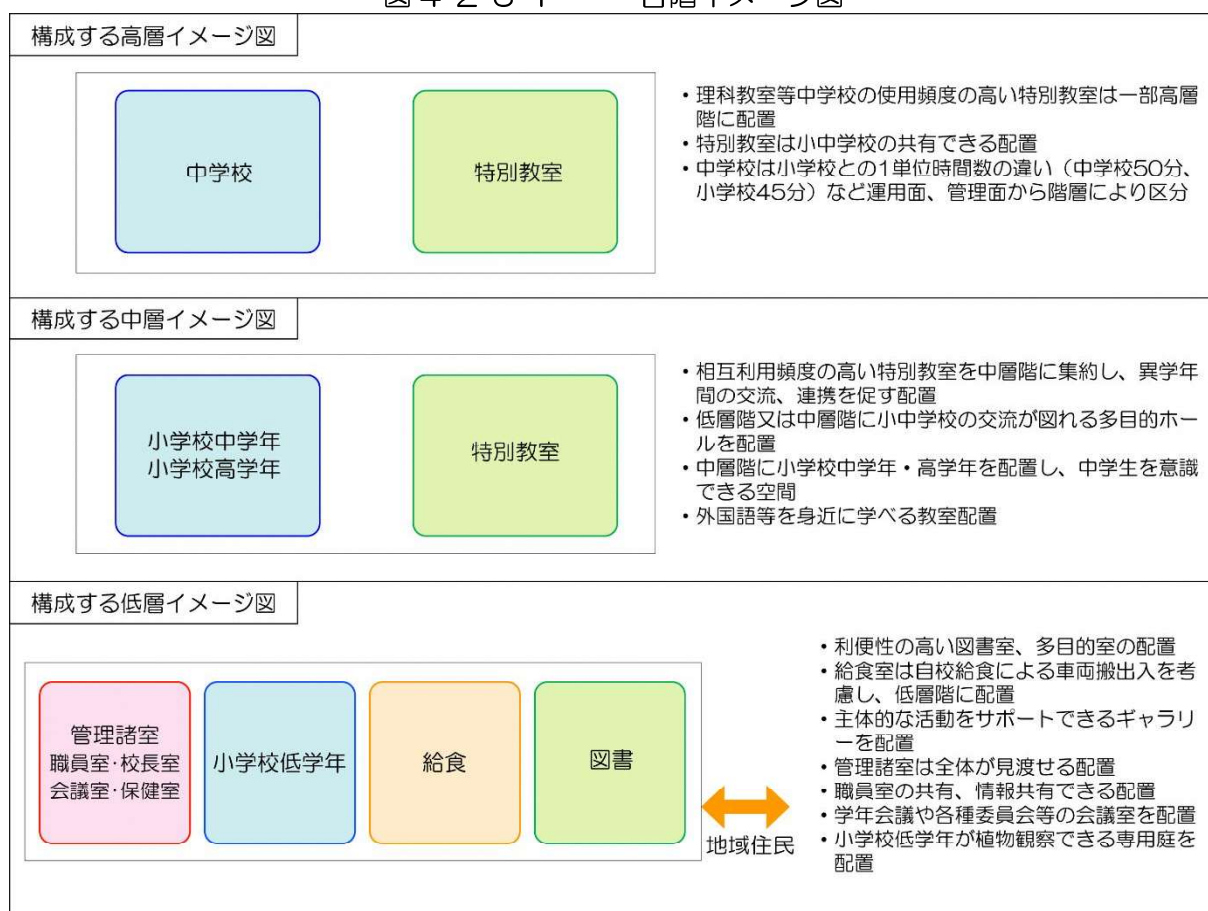 構成する高層イメージ図
中学校
特別教室
・理科教室等中学校の使用頻度の高い特別教室は一部高層
階に配置
・特別教室は小中学校の共有できる配置
・中学校は小学校との1単位時間数の違い（中学校50分、
小学校45分）など運用面、管理面から階層により区分
構成する中層イメージ図
小学校中学年
小学校高学年
特別教室
・相互利用頻度の高い特別教室を中層階に集約し、異学年
間の交流、連携を促す配置
・低層階又は中層階に小中学校の交流が図れる多目的ホー
ルを配置
・中層階に小学校中学年・高学年を配置し、中学生を意識
できる空間
・外国語等を身近に学べる教室配置
構成する低層イメージ図
管理諸室
職員室・校長室
会議室・保健室
小学校低学年
給食
図書
地域住民
・利便性の高い図書室、多目的室の配置
・給食室は自校給食による車両搬出入を考
慮し、低層階に配置
・主体的な活動をサポートできるギャラリ
ーを配置
・管理諸室は全体が見渡せる配置
・職員室の共有、情報共有できる配置
・学年会議や各種委員会等の会議室を配置
・小学校低学年が植物観察できる専用庭を
配置